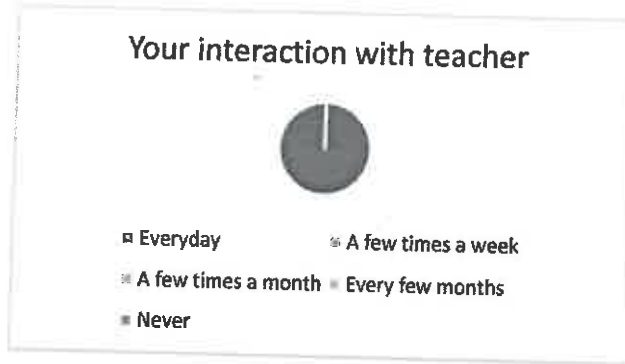 Your interaction with teacher
Everyday A few times a week
A few times a month Every few months
Never